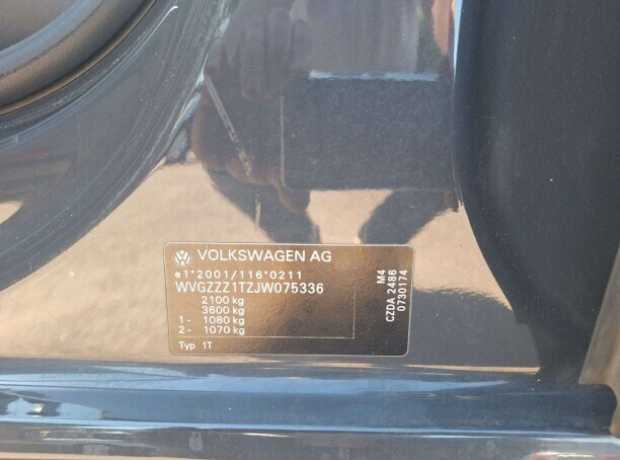 VOLKSWAGEN AG
e1*2001/116*0211
WVGZZZ1TZJW075336
2100 kg
3600 kg
1 - 1080 kg
2 - 1070 kg
Typ 1T
M4
CZDA 2486
0730174